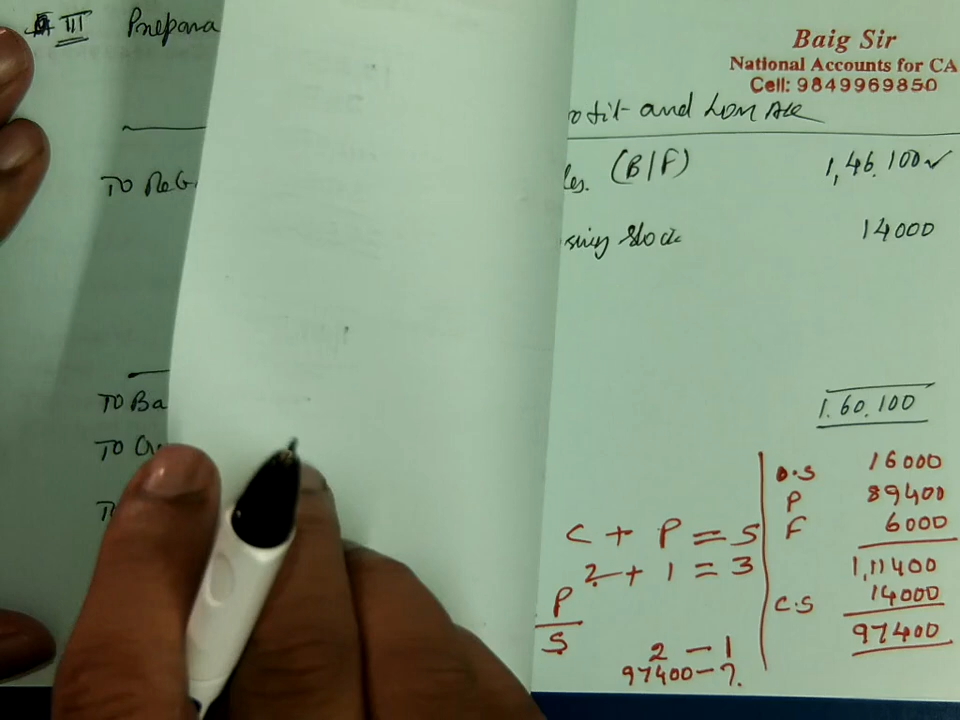 III Prepara
Baig Sir
National Accounts for CA
Cell: 9849969850
ofit and Loss A/c
les. (B/F) 1,46,100
TO
sing Stock 14000
1,60,100
TO Ba
TO
O.S 16000
P 89400
F 6000
1,11400
C.S 14000
97400
C + P = S
2 + 1 = 3
P
S
2 — 1
97400 — ?